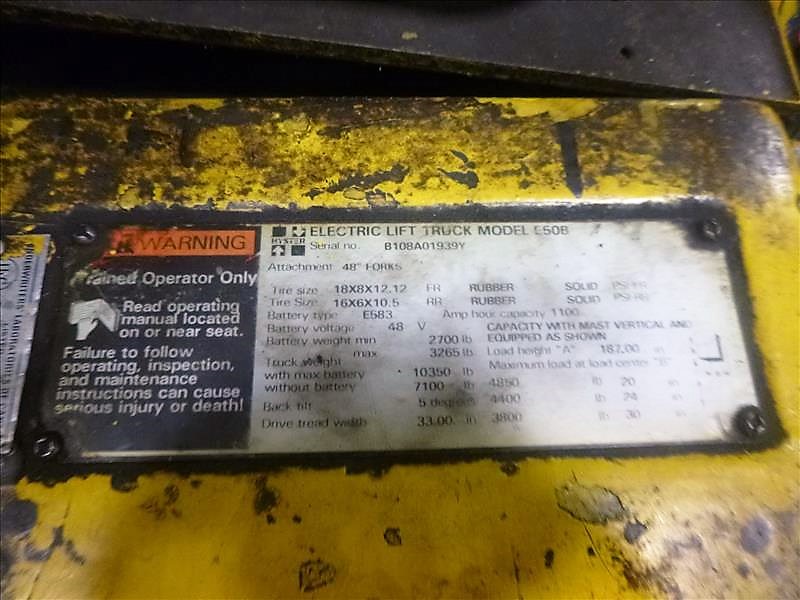 WARNING
Trained Operator Only
Read operating
manual located
on or near seat.
Failure to follow
operating, inspection,
and maintenance
instructions can cause
serious injury or death!
HYSTER
ELECTRIC LIFT TRUCK MODEL E50B
Serial no. B108A01939Y
Attachment 48" FORKS
Tire size 18X8X12.12 FR RUBBER SOLID PSI FR
Tire Size 16X6X10.5 RR RUBBER SOLID PSI RR
Battery type E583 Amp hour capacity 1100
Battery voltage 48 V
Battery weight min 2700 lb
max 3265 lb
Truck weight
with max battery 10350 lb
without battery 7100 lb
Back tilt 5 degrees
Drive tread width 33.00 in
CAPACITY WITH MAST VERTICAL AND
EQUIPPED AS SHOWN
Load height "A" 187.00 in
Maximum load at load center "B"
4850 lb 20 in
4400 lb 24 in
3800 lb 30 in